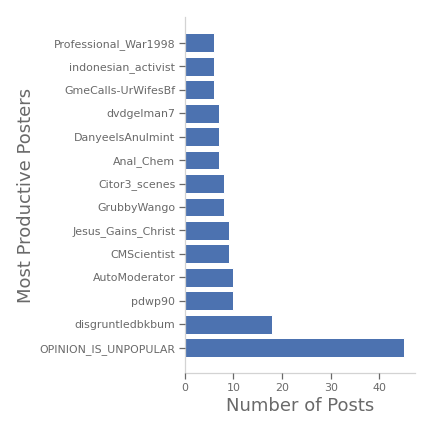 Professional_War1998
indonesian_activist
GmeCalls-UrWifesBf
dvdgelman7
DanyeelsAnulmint
Anal_Chem
Citor3_scenes
GrubbyWango
Jesus_Gains_Christ
CMScientist
AutoModerator
pdwp90
disgruntledbkbum
OPINION_IS_UNPOPULAR
Most Productive Posters
0 10 20 30 40
Number of Posts